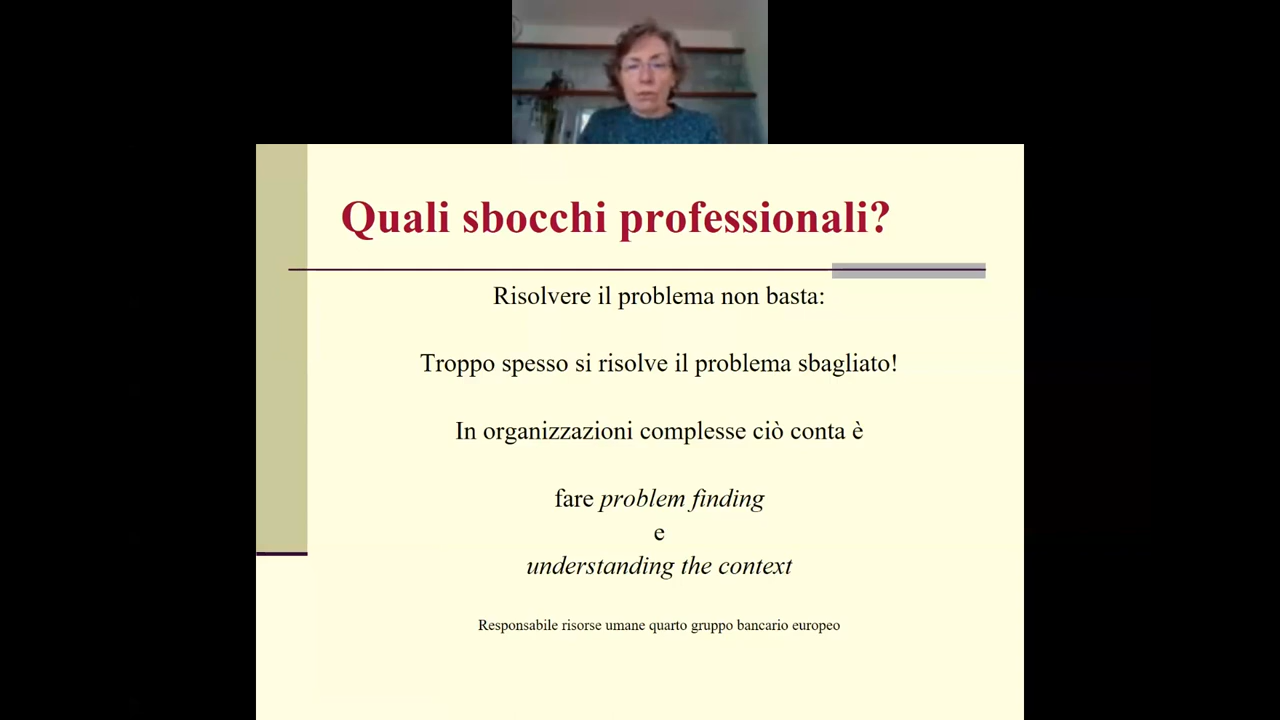 Quali sbocchi professionali?
Risolvere il problema non basta:
Troppo spesso si risolve il problema sbagliato!
In organizzazioni complesse ciò conta è
fare problem finding
e
understanding the context
Responsabile risorse umane quarto gruppo bancario europeo